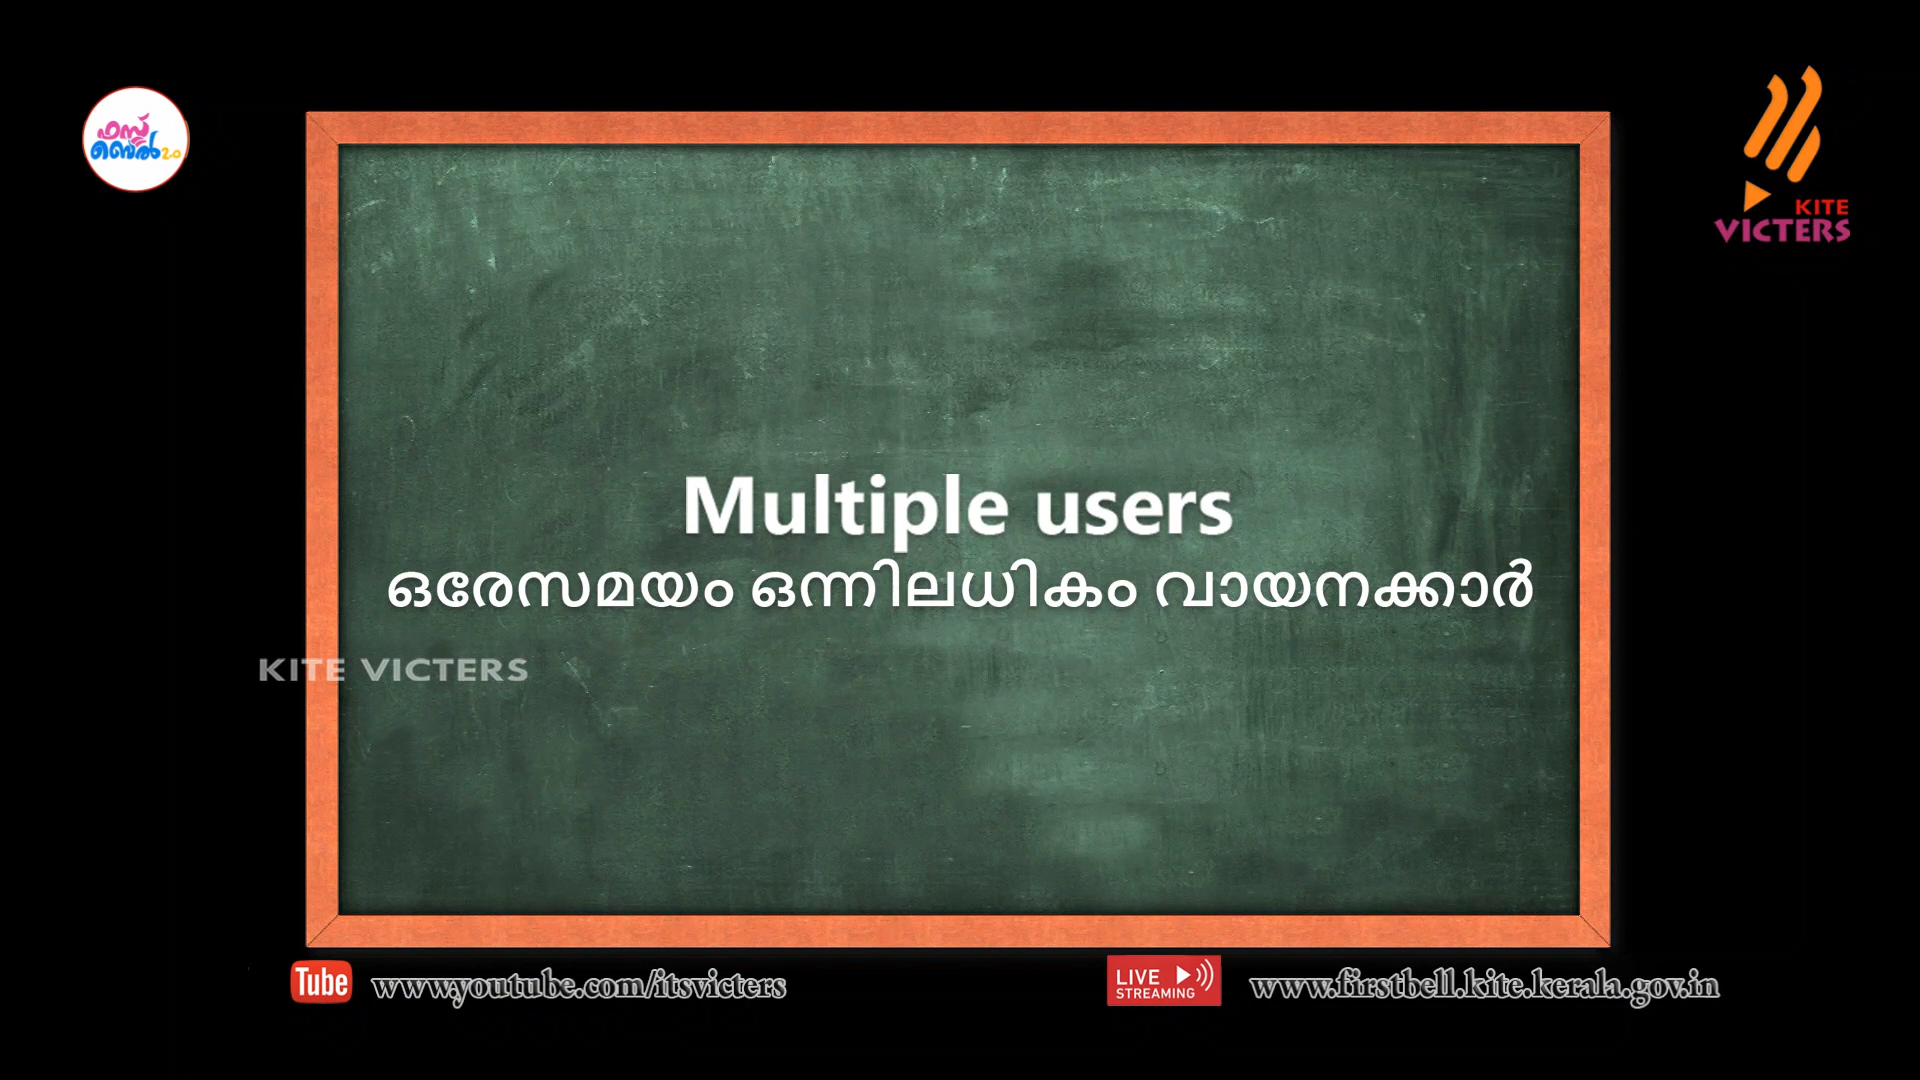 ഫസ്റ്റ്
ബെൽ 2.0
KITE
VICTERS
Multiple users
ഒരേസമയം ഒന്നിലധികം വായനക്കാർ
KITE VICTERS
Tube www.youtube.com/itsvicters
LIVE
STREAMING
www.firstbell.kite.kerala.gov.in